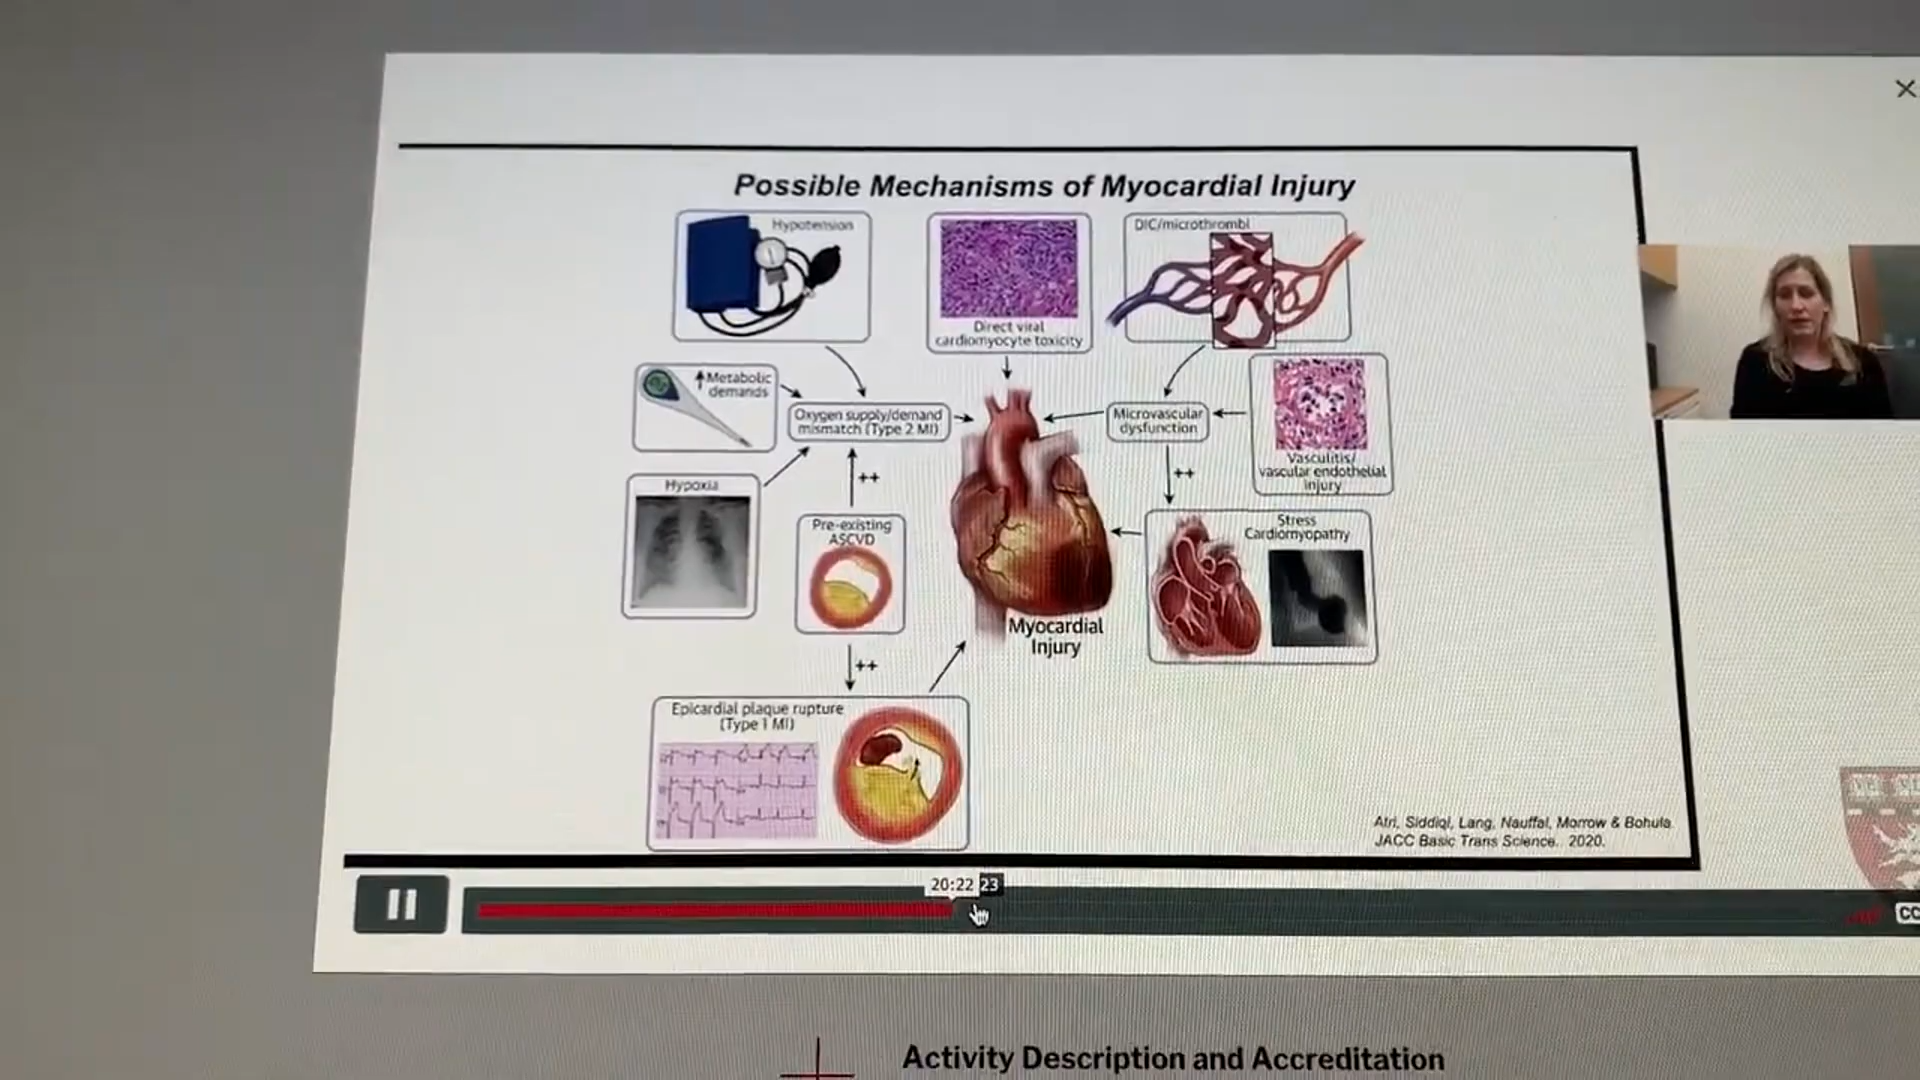 Possible Mechanisms of Myocardial Injury
Hypotension
Direct viral
cardiomyocyte toxicity
DIC/microthrombi
↑Metabolic
demands
Oxygen supply/demand
mismatch (Type 2 MI)
Microvascular
dysfunction
Vasculitis/
vascular endothelial
injury
Hypoxia
++
++
Pre-existing
ASCVD
Stress
Cardiomyopathy
Myocardial
Injury
++
Epicardial plaque rupture
(Type 1 MI)
Atri, Siddiqi, Lang, Nauffal, Morrow & Bohula.
JACC Basic Trans Science. 2020.
20:22
23
CC
Activity Description and Accreditation